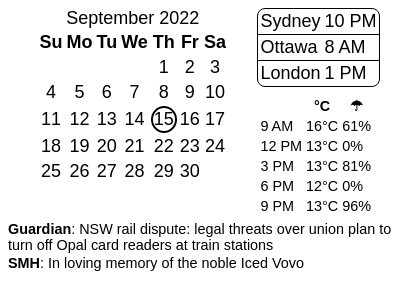 September 2022
Su Mo Tu We Th Fr Sa
1 2 3
4 5 6 7 8 9 10
11 12 13 14 15 16 17
18 19 20 21 22 23 24
25 26 27 28 29 30
Sydney 10 PM
Ottawa 8 AM
London 1 PM
°C ☂
9 AM 16°C 61%
12 PM 13°C 0%
3 PM 13°C 81%
6 PM 12°C 0%
9 PM 13°C 96%
Guardian: NSW rail dispute: legal threats over union plan to
turn off Opal card readers at train stations
SMH: In loving memory of the noble Iced Vovo